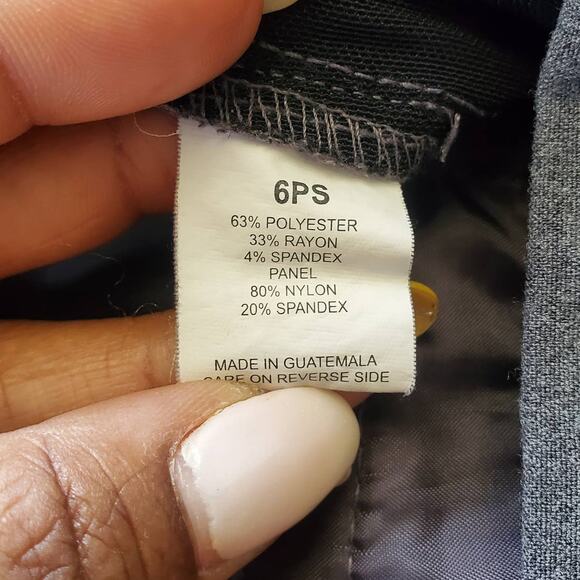 6PS
63% POLYESTER
33% RAYON
4% SPANDEX
PANEL
80% NYLON
20% SPANDEX
MADE IN GUATEMALA
CARE ON REVERSE SIDE